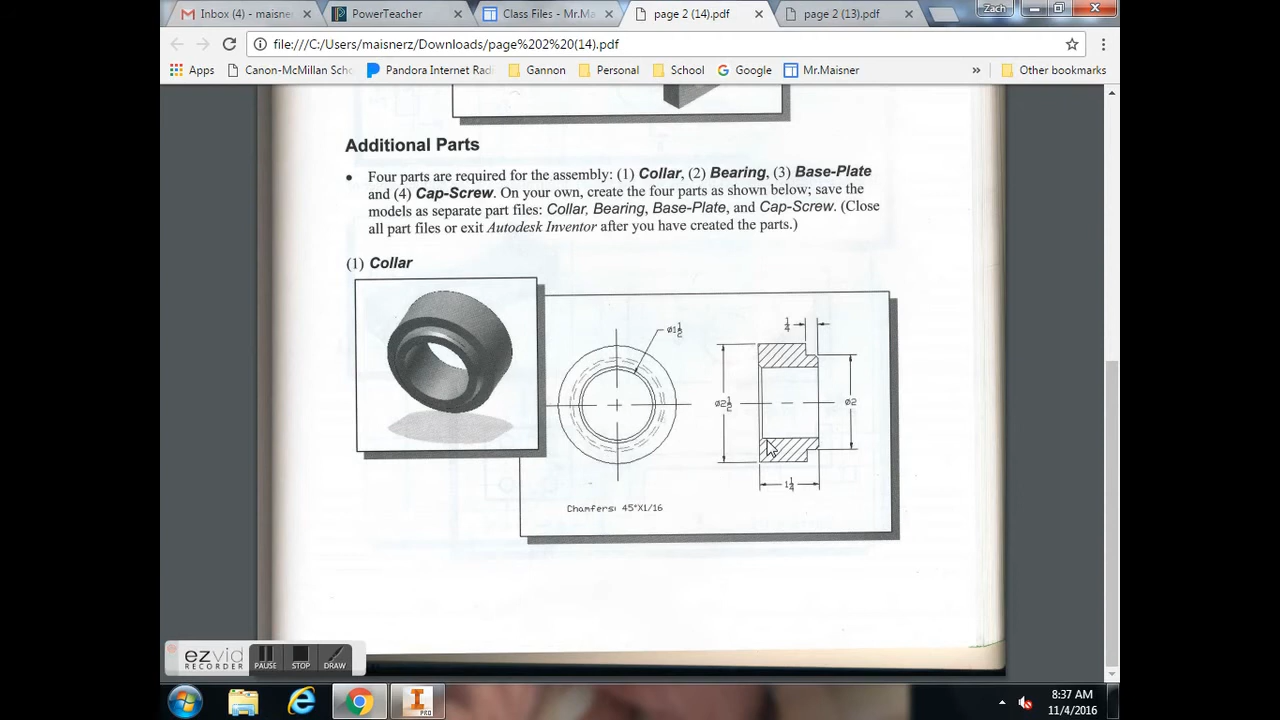 Inbox (4) - maisner
PowerTeacher
Class Files - Mr.Ma
page 2 (14).pdf
page 2 (13).pdf
Zach
file:///C:/Users/maisnerz/Downloads/page%202%20(14).pdf
Apps
Canon-McMillan Scho
Pandora Internet Radi
Gannon
Personal
School
Google
Mr.Maisner
»
Other bookmarks
Additional Parts
• Four parts are required for the assembly: (1) Collar, (2) Bearing, (3) Base-Plate
and (4) Cap-Screw. On your own, create the four parts as shown below; save the
models as separate part files: Collar, Bearing, Base-Plate, and Cap-Screw. (Close
all part files or exit Autodesk Inventor after you have created the parts.)
(1) Collar
Ø1½
¼
Ø2½
Ø2
1¼
Chamfers: 45°X1/16
ezvid
RECORDER
PAUSE
STOP
DRAW
PRO
8:37 AM
11/4/2016